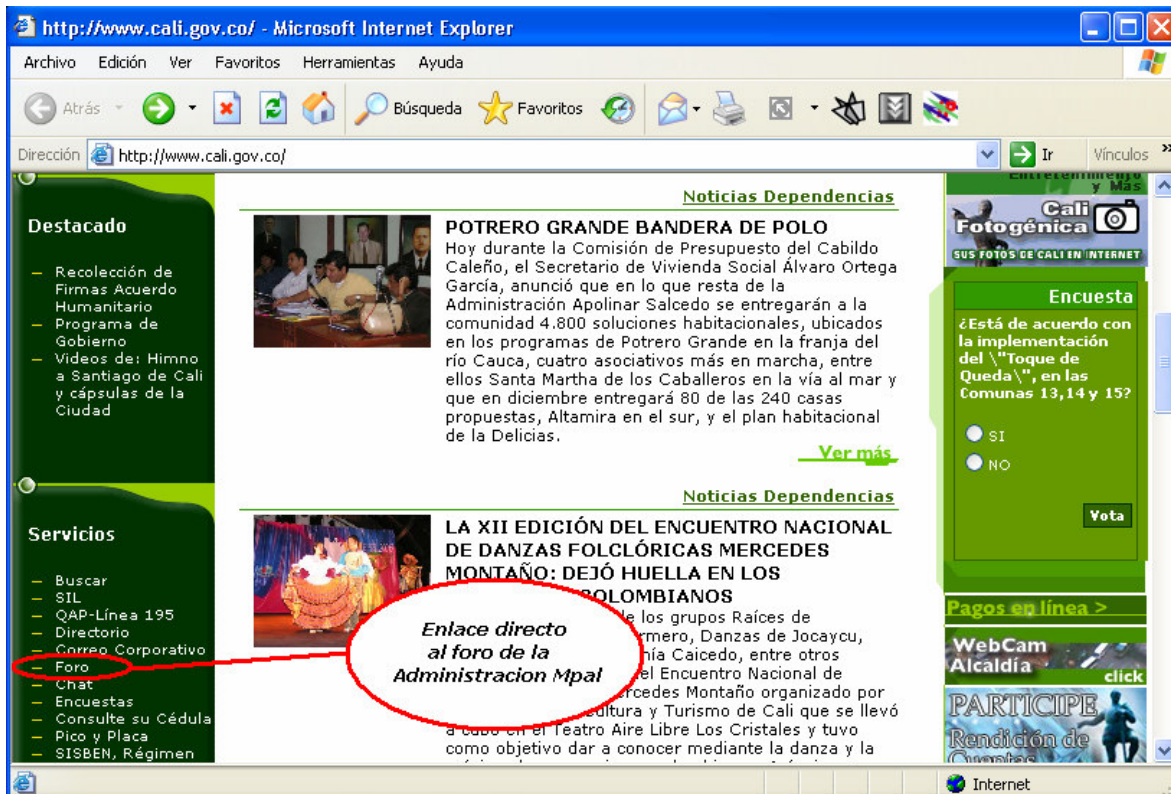 http://www.cali.gov.co/ - Microsoft Internet Explorer
Archivo Edición Ver Favoritos Herramientas Ayuda
Atrás Búsqueda Favoritos
Dirección http://www.cali.gov.co/ Ir Vínculos »
Destacado
– Recolección de
Firmas Acuerdo
Humanitario
– Programa de
Gobierno
– Videos de: Himno
a Santiago de Cali
y cápsulas de la
Ciudad
Servicios
– Buscar
– SIL
– QAP-Línea 195
– Directorio
– Correo Corporativo
– Foro
– Chat
– Encuestas
– Consulte su Cédula
– Pico y Placa
– SISBEN, Régimen
Noticias Dependencias
POTRERO GRANDE BANDERA DE POLO
Hoy durante la Comisión de Presupuesto del Cabildo
Caleño, el Secretario de Vivienda Social Álvaro Ortega
García, anunció que en lo que resta de la
Administración Apolinar Salcedo se entregarán a la
comunidad 4.800 soluciones habitacionales, ubicados
en los programas de Potrero Grande en la franja del
río Cauca, cuatro asociativos más en marcha, entre
ellos Santa Martha de los Caballeros en la vía al mar y
que en diciembre entregará 80 de las 240 casas
propuestas, Altamira en el sur, y el plan habitacional
de la Delicias.
Ver más
Noticias Dependencias
LA XII EDICIÓN DEL ENCUENTRO NACIONAL
DE DANZAS FOLCLÓRICAS MERCEDES
MONTAÑO: DEJÓ HUELLA EN LOS
de los grupos Raíces de
Danzas de Jocaycu,
Caicedo, entre otros
el Encuentro Nacional de
Mercedes Montaño organizado por
y Turismo de Cali que se llevó
a cabo en el Teatro Aire Libre Los Cristales y tuvo
como objetivo dar a conocer mediante la danza y la
Enlace directo
al foro de la
Administracion Mpal
Entretenimiento
y Más
Cali
Fotogénica
SUS FOTOS DE CALI EN INTERNET
Encuesta
¿Está de acuerdo con
la implementación
del \"Toque de
Queda\", en las
Comunas 13,14 y 15?
SI
NO
Vota
Pagos en línea >
WebCam
Alcaldía
click
PARTICIPE
Rendición de
Cuentas
Internet